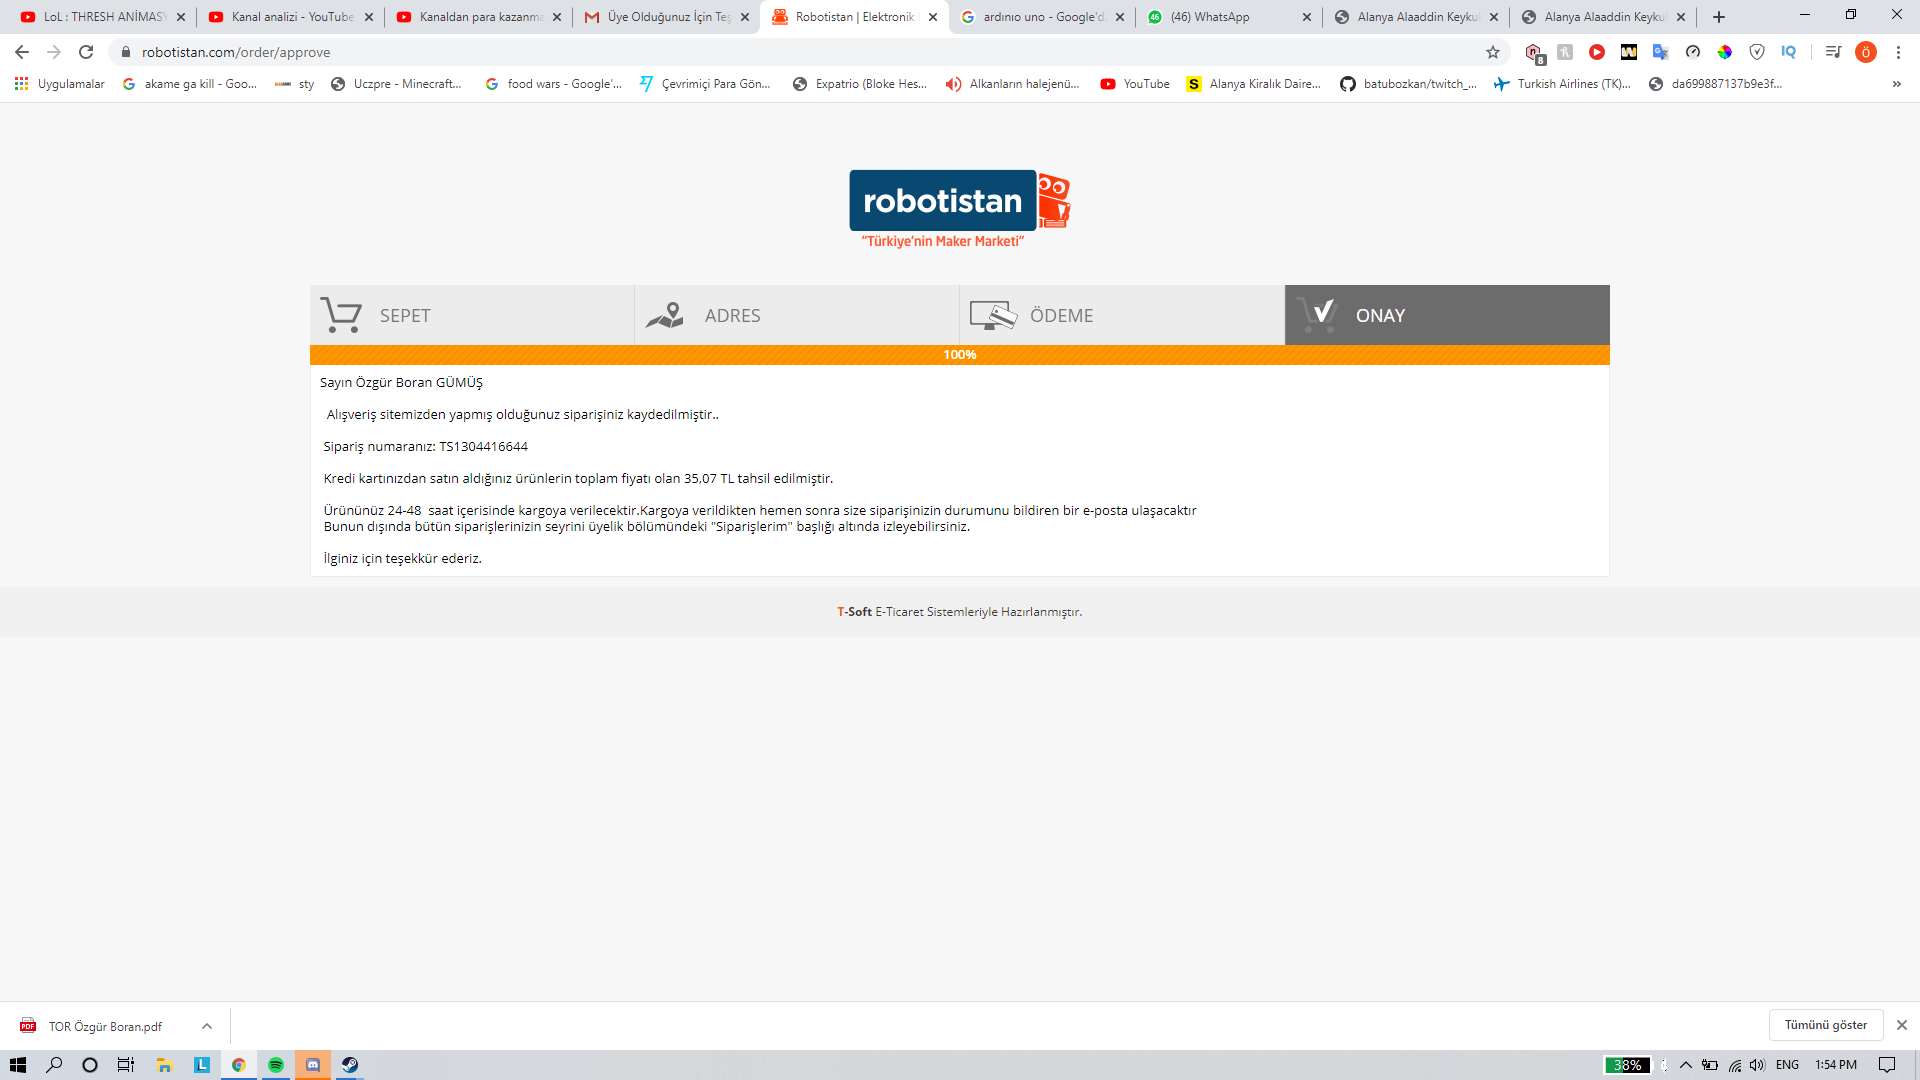 LoL : THRESH ANİMASY
Kanal analizi - YouTube
Kanaldan para kazanma
Üye Olduğunuz İçin Teş
Robotistan | Elektronik
ardınıo uno - Google'd
(46) WhatsApp
Alanya Alaaddin Keyku
Alanya Alaaddin Keyku
robotistan.com/order/approve
8
Ö
Uygulamalar
akame ga kill - Goo...
sty
Uczpre - Minecraft...
food wars - Google'...
Çevrimiçi Para Gön...
Expatrio (Bloke Hes...
Alkanların halejenü...
YouTube
Alanya Kiralık Daire...
batubozkan/twitch_...
Turkish Airlines (TK)...
da699887137b9e3f...
»
robotistan
"Türkiye'nin Maker Marketi"
SEPET
ADRES
ÖDEME
ONAY
100%
Sayın Özgür Boran GÜMÜŞ
Alışveriş sitemizden yapmış olduğunuz siparişiniz kaydedilmiştir..
Sipariş numaranız: TS1304416644
Kredi kartınızdan satın aldığınız ürünlerin toplam fiyatı olan 35,07 TL tahsil edilmiştir.
Ürününüz 24-48 saat içerisinde kargoya verilecektir.Kargoya verildikten hemen sonra size siparişinizin durumunu bildiren bir e-posta ulaşacaktır
Bunun dışında bütün siparişlerinizin seyrini üyelik bölümündeki "Siparişlerim" başlığı altında izleyebilirsiniz.
İlginiz için teşekkür ederiz.
T-Soft E-Ticaret Sistemleriyle Hazırlanmıştır.
PDF
TOR Özgür Boran.pdf
Tümünü göster
L
38%
ENG
1:54 PM